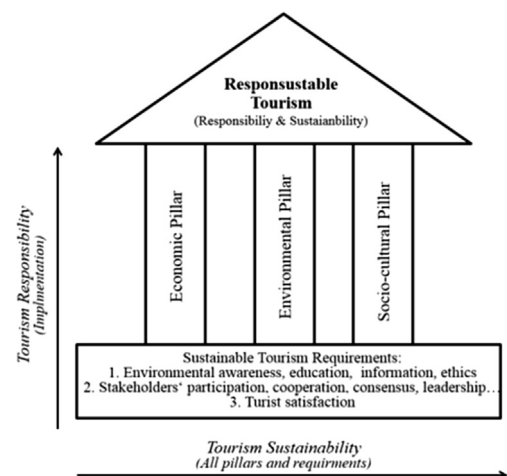 Responsustable
Tourism
(Responsibiliy & Sustaianbility)
Tourism Responsibility
(Implmentation)
Economic Pillar
Environmental Pillar
Socio-cultural Pillar
Sustainable Tourism Requirements:
1. Environmental awareness, education, information, ethics
2. Stakeholders‘ participation, cooperation, consensus, leadership…
3. Turist satisfaction
Tourism Sustainability
(All pillars and requirments)